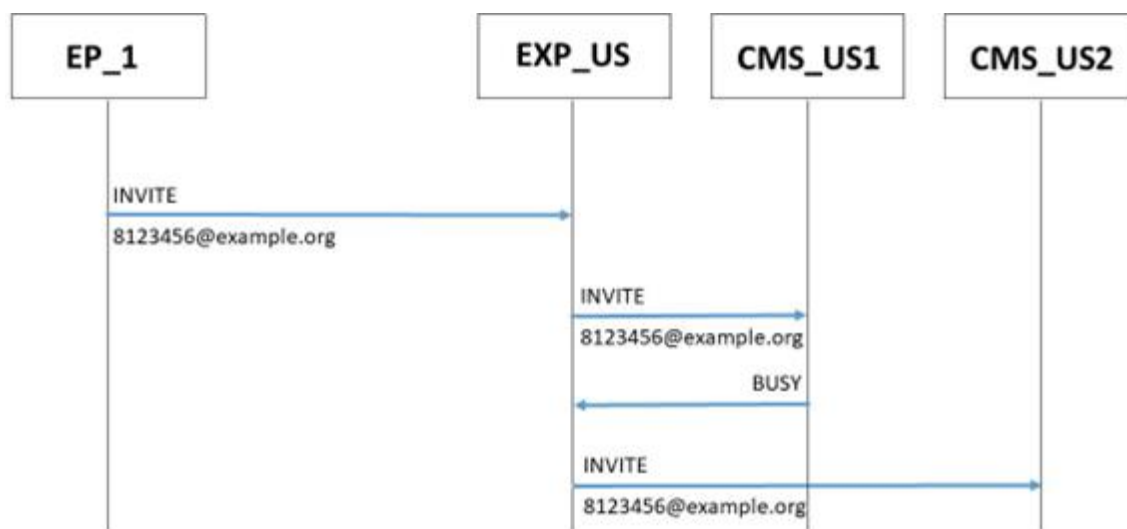 EP_1
EXP_US
CMS_US1
CMS_US2
INVITE
8123456@example.org
INVITE
8123456@example.org
BUSY
INVITE
8123456@example.org